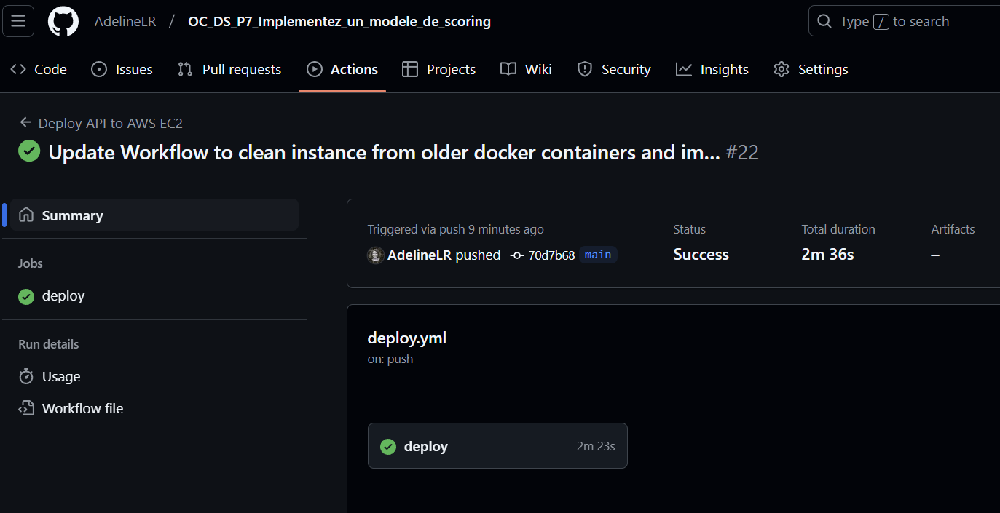 AdelineLR / OC_DS_P7_Implementez_un_modele_de_scoring
Type / to search
Code Issues Pull requests Actions Projects Wiki Security Insights Settings
← Deploy API to AWS EC2
Update Workflow to clean instance from older docker containers and im... #22
Summary
Jobs
deploy
Run details
Usage
Workflow file
Triggered via push 9 minutes ago
AdelineLR pushed 70d7b68 main
Status
Success
Total duration
2m 36s
Artifacts
–
deploy.yml
on: push
deploy 2m 23s